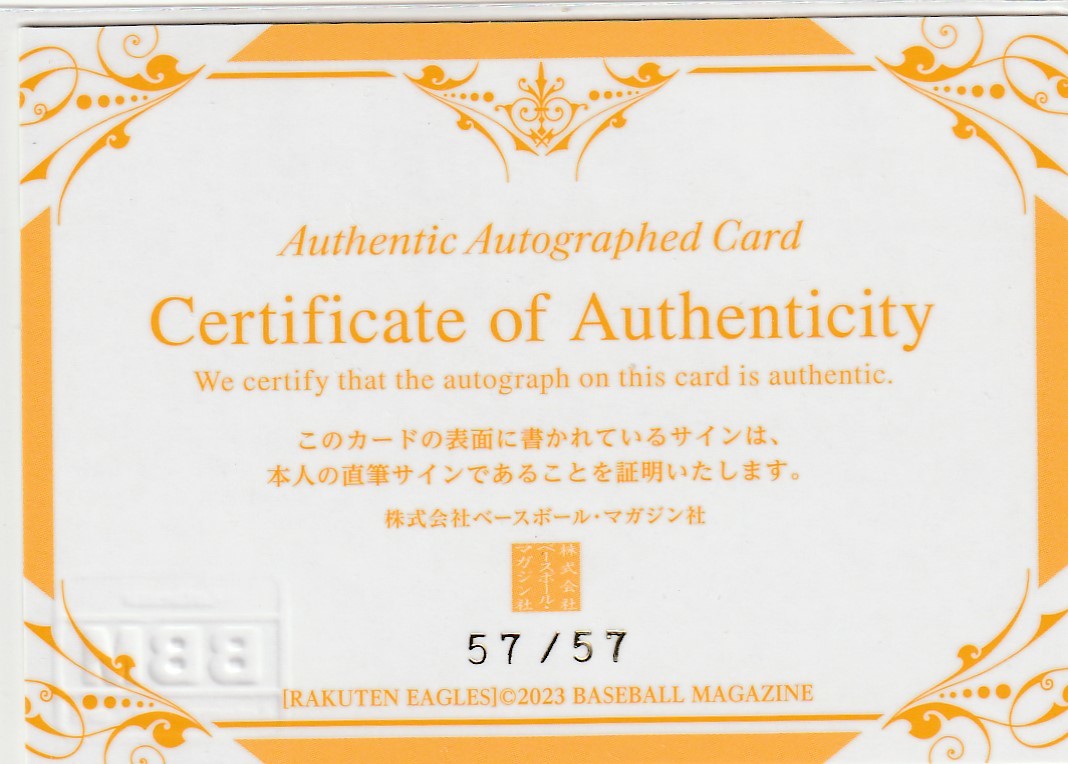 Authentic Autographed Card
Certificate of Authenticity
We certify that the autograph on this card is authentic.
このカードの表面に書かれているサインは、
本人の直筆サインであることを証明いたします。
株式会社ベースボール・マガジン社
株式会社
ベースボール・
マガジン社
57/57
BBM
[RAKUTEN EAGLES]©2023 BASEBALL MAGAZINE